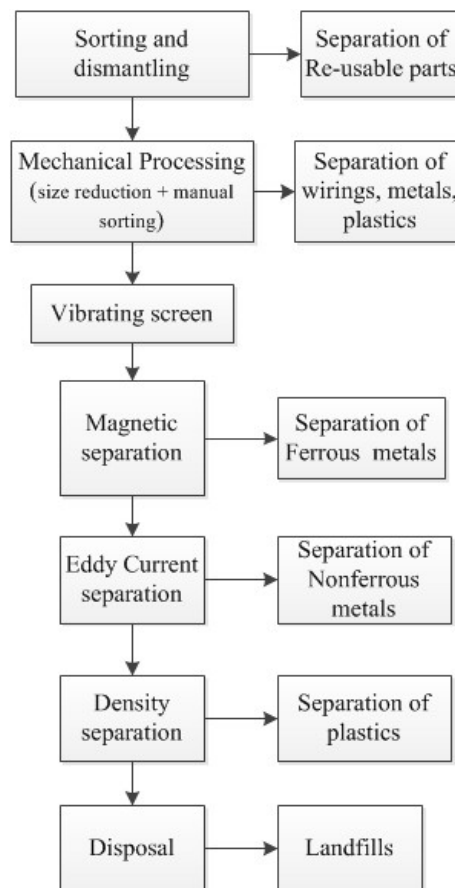 Sorting and
dismantling
Separation of
Re-usable parts
Mechanical Processing
(size reduction + manual
sorting)
Separation of
wirings, metals,
plastics
Vibrating screen
Magnetic
separation
Separation of
Ferrous metals
Eddy Current
separation
Separation of
Nonferrous
metals
Density
separation
Separation of
plastics
Disposal
Landfills